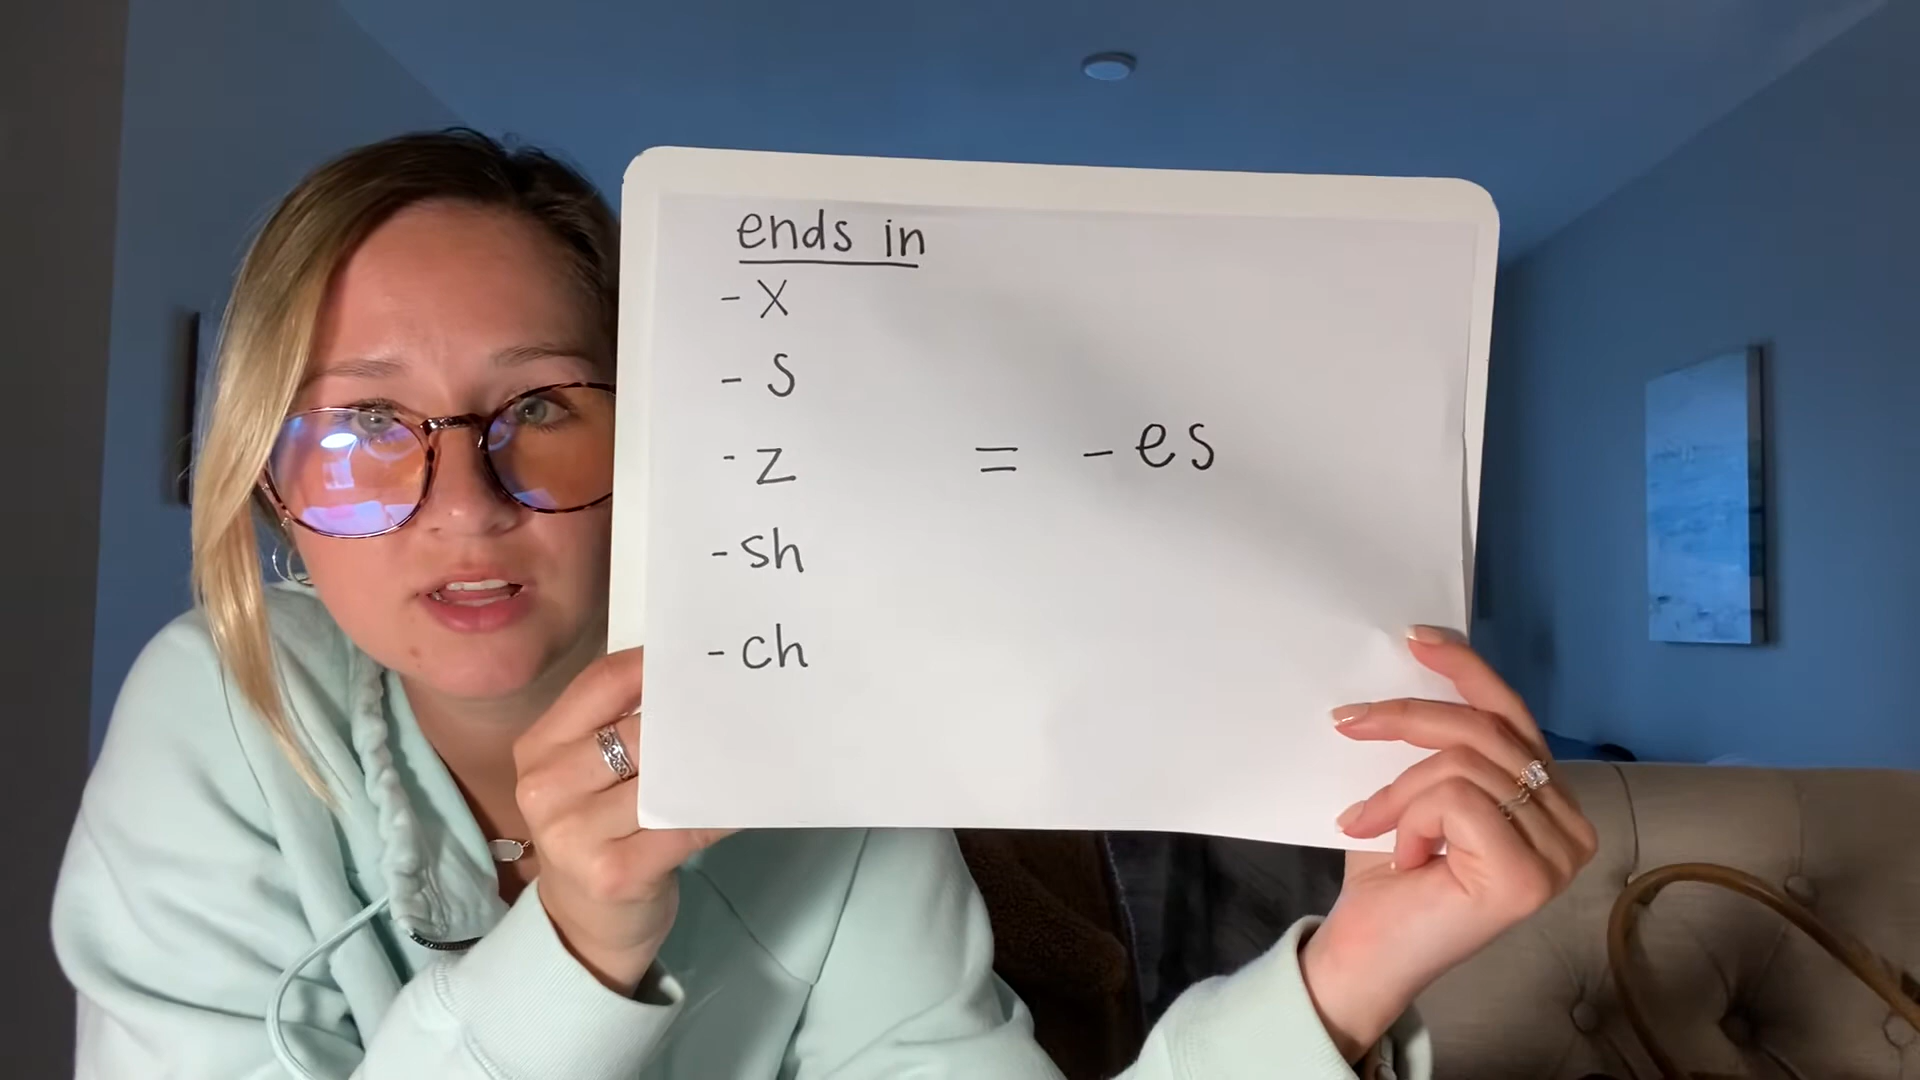 ends in
- X
- S
- z
= - es
- sh
- ch